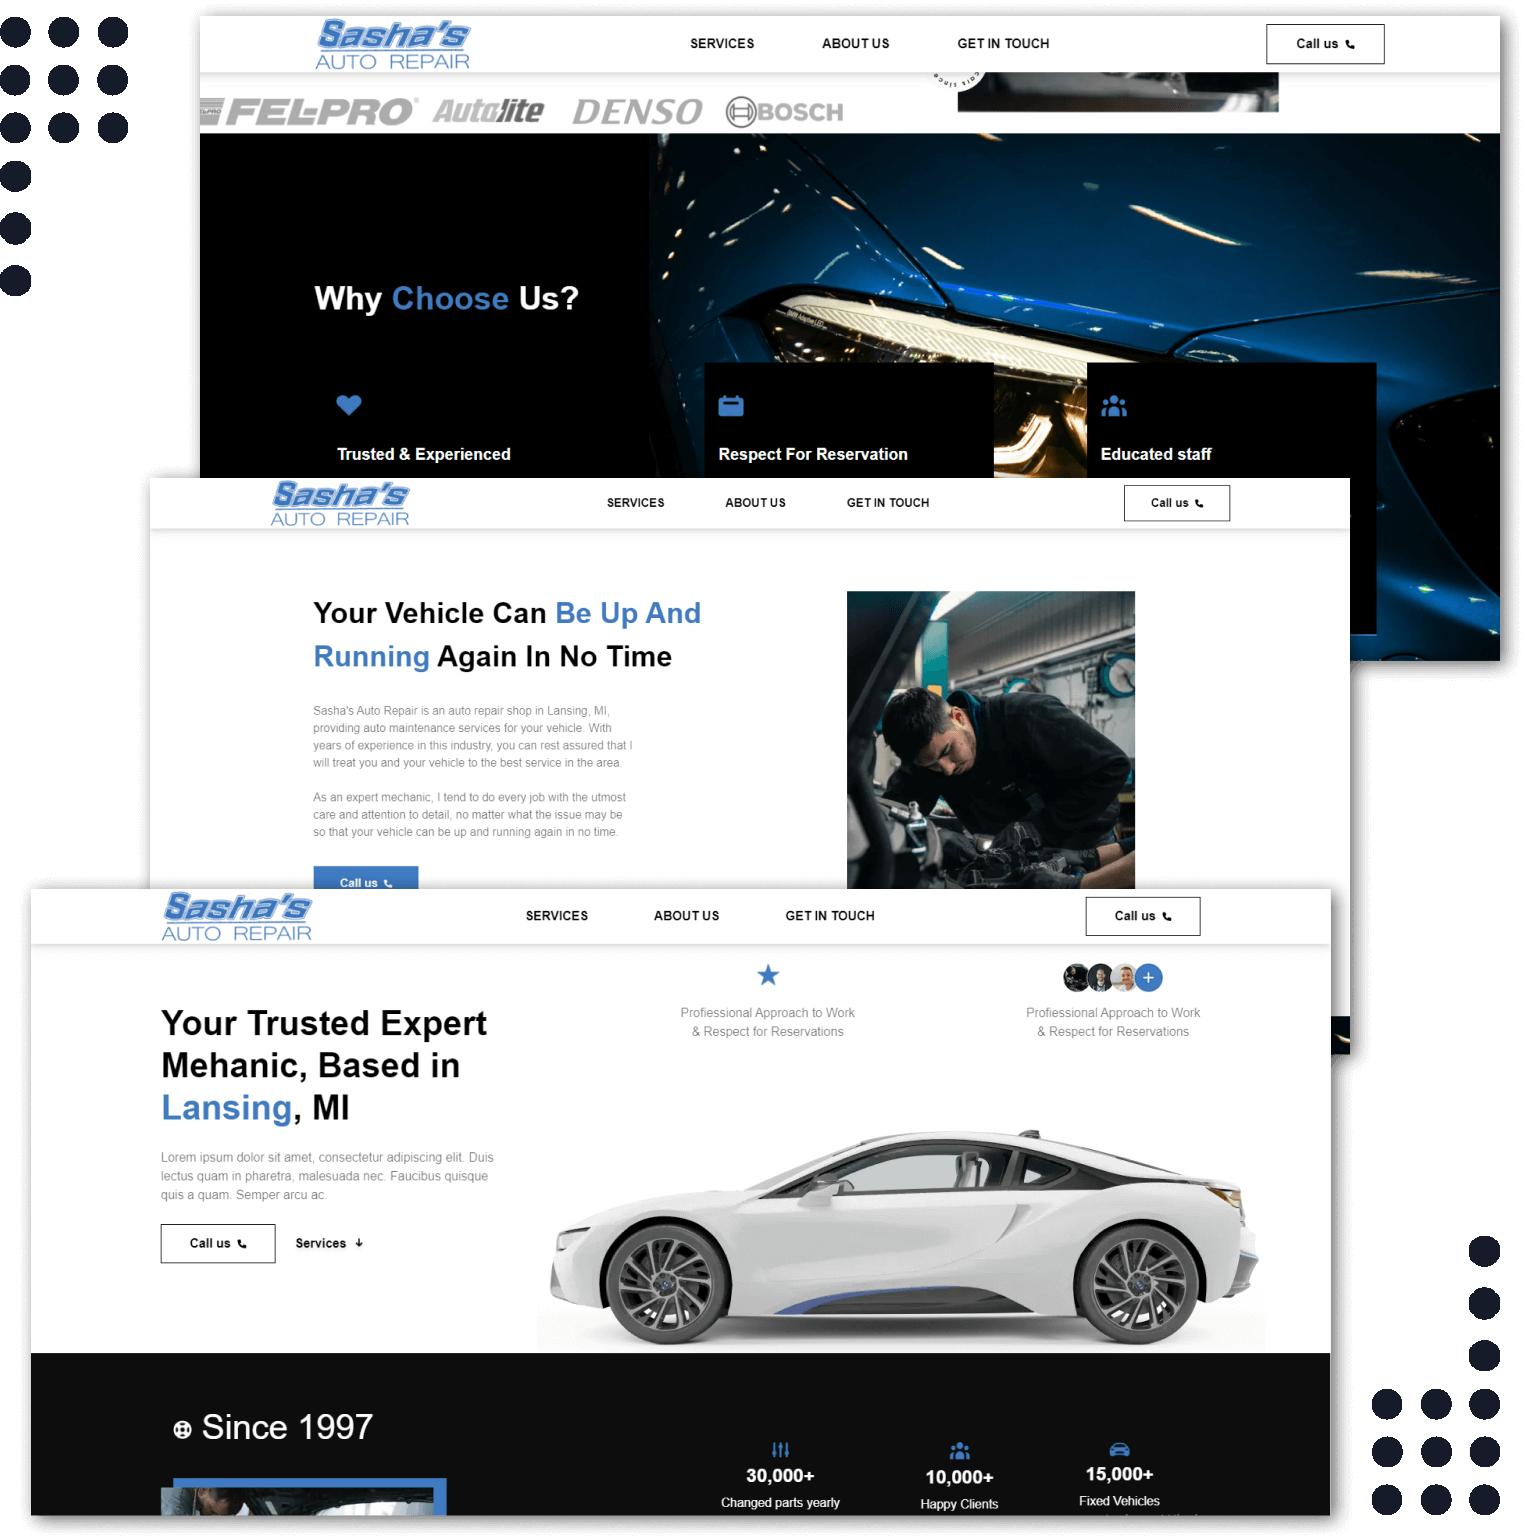 Sasha's
AUTO REPAIR
SERVICES
ABOUT US
GET IN TOUCH
Call us
cars since
FEL-PRO
FEL-PRO®
Autolite
DENSO
BOSCH
Why Choose Us?
BMW Adaptive LED
Trusted & Experienced
Respect For Reservation
Educated staff
Sasha's
AUTO REPAIR
SERVICES
ABOUT US
GET IN TOUCH
Call us
Your Vehicle Can Be Up And
Running Again In No Time
Sasha's Auto Repair is an auto repair shop in Lansing, MI,
providing auto maintenance services for your vehicle. With
years of experience in this industry, you can rest assured that I
will treat you and your vehicle to the best service in the area.
As an expert mechanic, I tend to do every job with the utmost
care and attention to detail, no matter what the issue may be
so that your vehicle can be up and running again in no time.
Call us
Sasha's
AUTO REPAIR
SERVICES
ABOUT US
GET IN TOUCH
Call us
Profiessional Approach to Work
& Respect for Reservations
Profiessional Approach to Work
& Respect for Reservations
Your Trusted Expert
Mehanic, Based in
Lansing, MI
Lorem ipsum dolor sit amet, consectetur adipiscing elit. Duis
lectus quam in pharetra, malesuada nec. Faucibus quisque
quis a quam. Semper arcu ac.
Call us
Services
Since 1997
30,000+
Changed parts yearly
10,000+
Happy Clients
15,000+
Fixed Vehicles